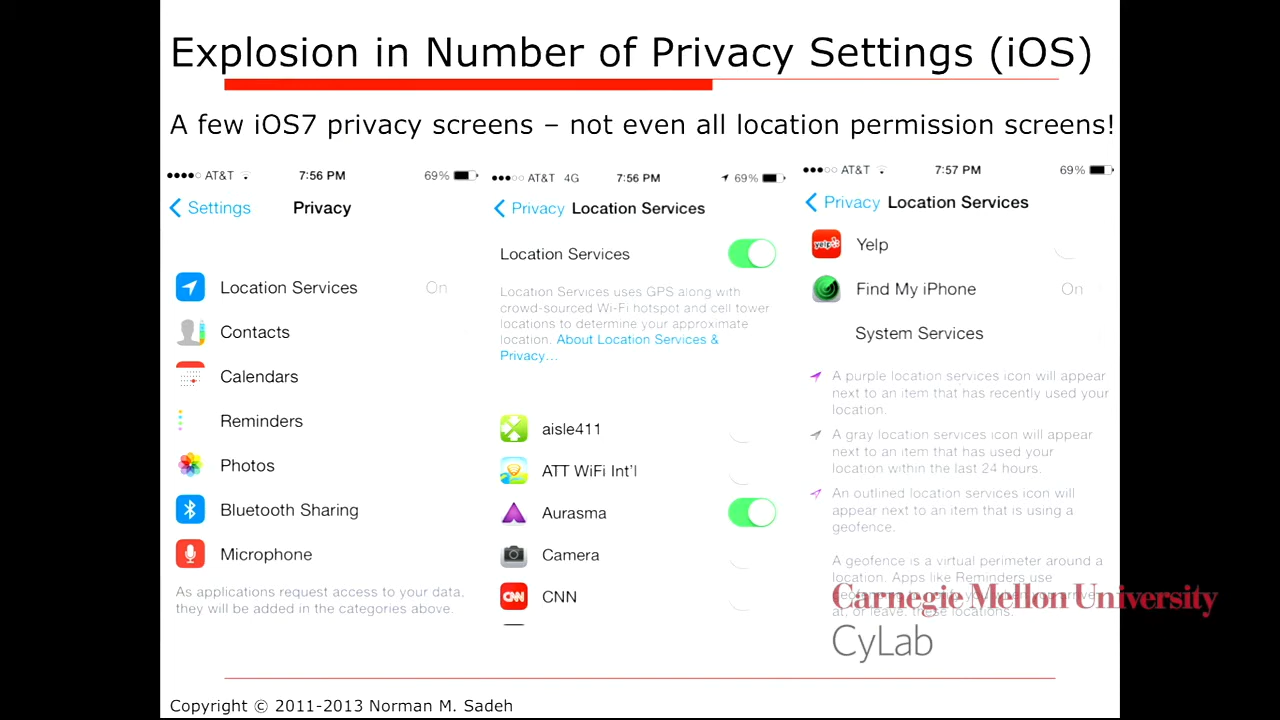 Explosion in Number of Privacy Settings (iOS)
A few iOS7 privacy screens – not even all location permission screens!
AT&T 7:56 PM 69%
Settings Privacy
Location Services On
Contacts
Calendars
Reminders
Photos
Bluetooth Sharing
Microphone
As applications request access to your data,
they will be added in the categories above.
AT&T 4G 7:56 PM 69%
Privacy Location Services
Location Services
Location Services uses GPS along with
crowd-sourced Wi-Fi hotspot and cell tower
locations to determine your approximate
location. About Location Services &
Privacy...
aisle411
ATT WiFi Int'l
Aurasma
Camera
CNN
CNN
AT&T 7:57 PM 69%
Privacy Location Services
yelp
Yelp
Find My iPhone On
System Services
A purple location services icon will appear
next to an item that has recently used your
location.
A gray location services icon will appear
next to an item that has used your
location within the last 24 hours.
An outlined location services icon will
appear next to an item that is using a
geofence.
A geofence is a virtual perimeter around a
location. Apps like Reminders use
at, or leave, these locations.
Carnegie Mellon University
CyLab
Copyright © 2011-2013 Norman M. Sadeh